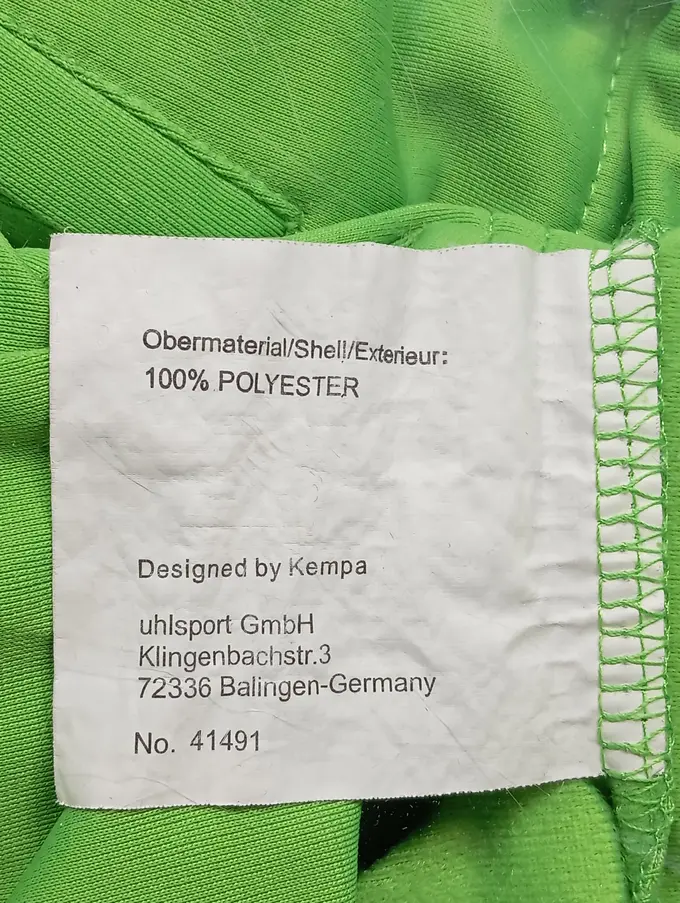 Obermaterial/Shell/Exterieur:
100% POLYESTER
Designed by Kempa
uhlsport GmbH
Klingenbachstr.3
72336 Balingen-Germany
No. 41491